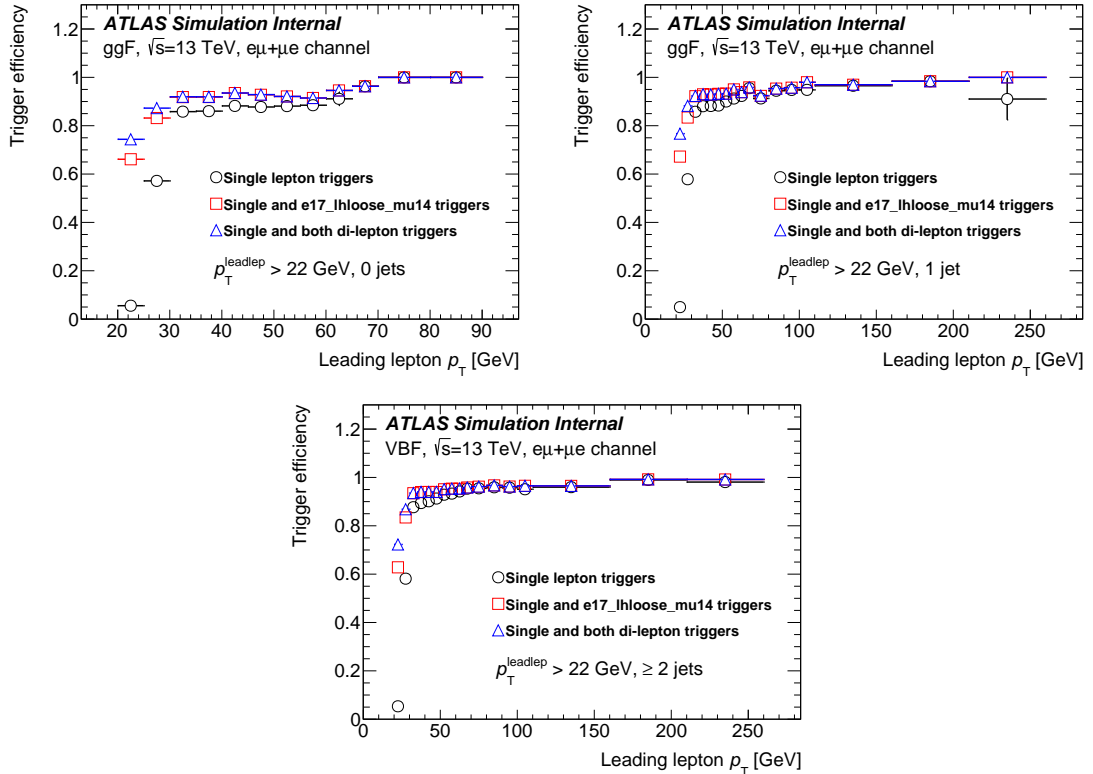 ATLAS Simulation Internal
ggF, √s=13 TeV, eμ+μe channel
Trigger efficiency
1.2
1
0.8
0.6
0.4
0.2
0
Single lepton triggers
Single and e17_lhloose_mu14 triggers
Single and both di-lepton triggers
p_T^leadlep > 22 GeV, 0 jets
20 30 40 50 60 70 80 90
Leading lepton p_T [GeV]
ATLAS Simulation Internal
ggF, √s=13 TeV, eμ+μe channel
Trigger efficiency
1.2
1
0.8
0.6
0.4
0.2
0
Single lepton triggers
Single and e17_lhloose_mu14 triggers
Single and both di-lepton triggers
p_T^leadlep > 22 GeV, 1 jet
0 50 100 150 200 250
Leading lepton p_T [GeV]
ATLAS Simulation Internal
VBF, √s=13 TeV, eμ+μe channel
Trigger efficiency
1.2
1
0.8
0.6
0.4
0.2
0
Single lepton triggers
Single and e17_lhloose_mu14 triggers
Single and both di-lepton triggers
p_T^leadlep > 22 GeV, ≥ 2 jets
0 50 100 150 200 250
Leading lepton p_T [GeV]